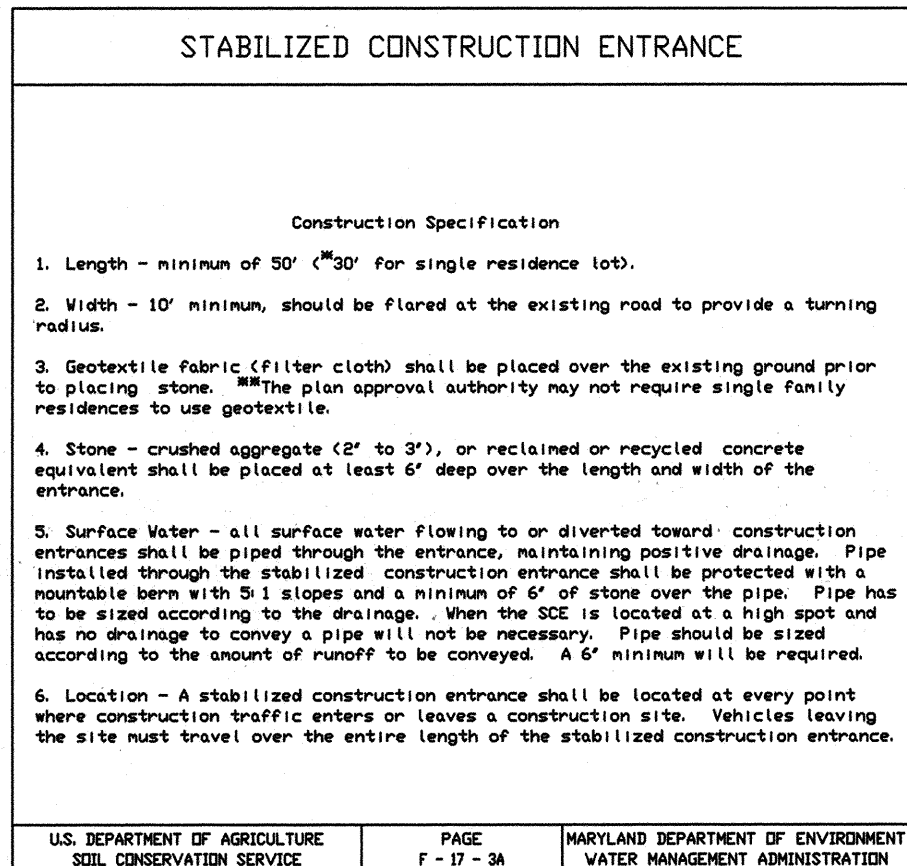 STABILIZED CONSTRUCTION ENTRANCE
Construction Specification
1. Length - minimum of 50' (*30' for single residence lot).
2. Width - 10' minimum, should be flared at the existing road to provide a turning
radius.
3. Geotextile fabric (filter cloth) shall be placed over the existing ground prior
to placing stone. **The plan approval authority may not require single family
residences to use geotextile.
4. Stone - crushed aggregate (2" to 3"), or reclaimed or recycled concrete
equivalent shall be placed at least 6" deep over the length and width of the
entrance.
5. Surface Water - all surface water flowing to or diverted toward construction
entrances shall be piped through the entrance, maintaining positive drainage. Pipe
installed through the stabilized construction entrance shall be protected with a
mountable berm with 5:1 slopes and a minimum of 6" of stone over the pipe. Pipe has
to be sized according to the drainage. When the SCE is located at a high spot and
has no drainage to convey a pipe will not be necessary. Pipe should be sized
according to the amount of runoff to be conveyed. A 6" minimum will be required.
6. Location - A stabilized construction entrance shall be located at every point
where construction traffic enters or leaves a construction site. Vehicles leaving
the site must travel over the entire length of the stabilized construction entrance.
U.S. DEPARTMENT OF AGRICULTURE
SOIL CONSERVATION SERVICE
PAGE
F - 17 - 3A
MARYLAND DEPARTMENT OF ENVIRONMENT
WATER MANAGEMENT ADMINISTRATION